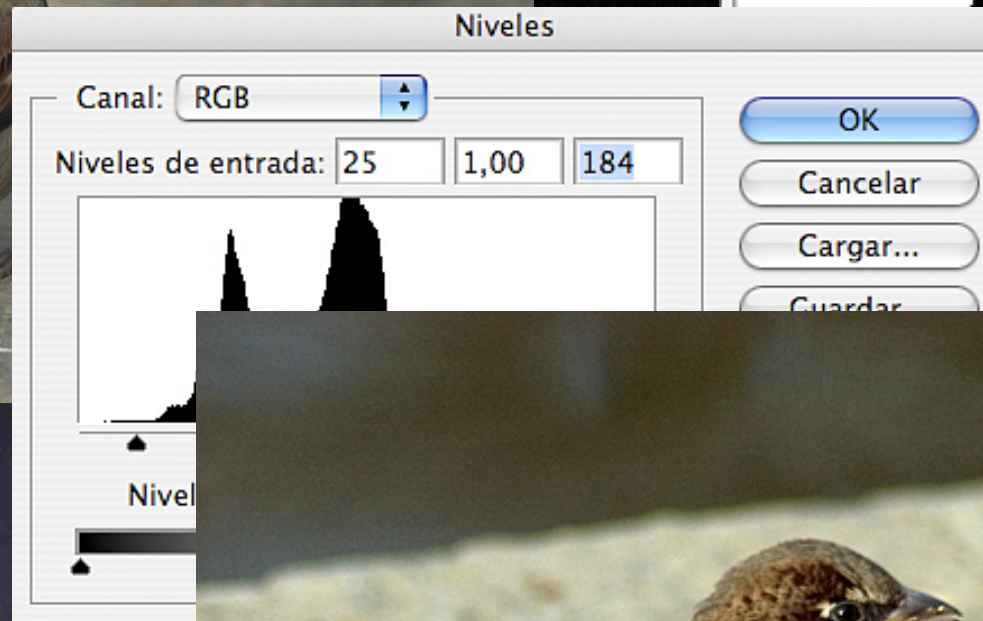 Niveles
Canal: RGB
OK
Niveles de entrada: 25 1,00 184
Cancelar
Cargar...